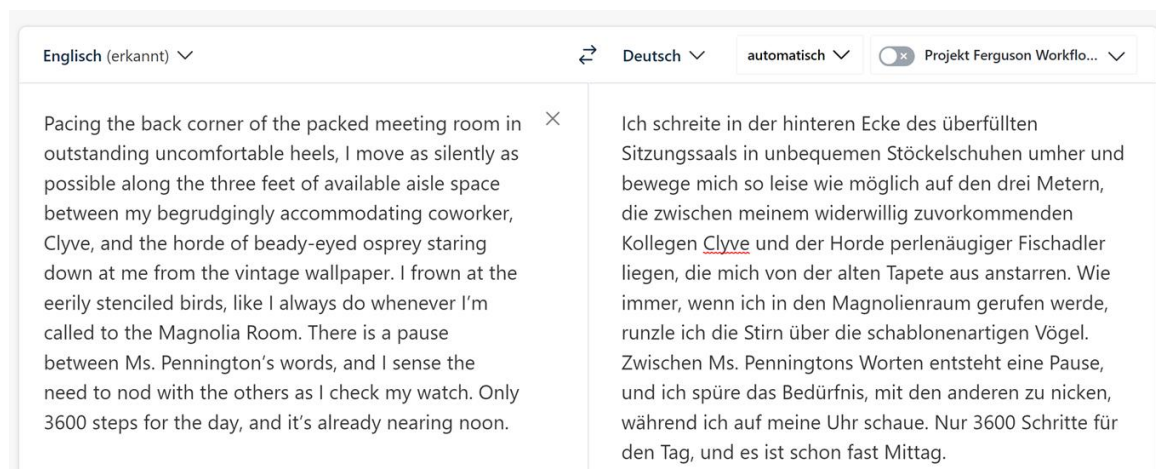 Englisch (erkannt)
Deutsch
automatisch
Projekt Ferguson Workflo...
Pacing the back corner of the packed meeting room in
outstanding uncomfortable heels, I move as silently as
possible along the three feet of available aisle space
between my begrudgingly accommodating coworker,
Clyve, and the horde of beady-eyed osprey staring
down at me from the vintage wallpaper. I frown at the
eerily stenciled birds, like I always do whenever I’m
called to the Magnolia Room. There is a pause
between Ms. Pennington’s words, and I sense the
need to nod with the others as I check my watch. Only
3600 steps for the day, and it’s already nearing noon.
Ich schreite in der hinteren Ecke des überfüllten
Sitzungssaals in unbequemen Stöckelschuhen umher und
bewege mich so leise wie möglich auf den drei Metern,
die zwischen meinem widerwillig zuvorkommenden
Kollegen Clyve und der Horde perlenäugiger Fischadler
liegen, die mich von der alten Tapete aus anstarren. Wie
immer, wenn ich in den Magnolienraum gerufen werde,
runzle ich die Stirn über die schablonenartigen Vögel.
Zwischen Ms. Penningtons Worten entsteht eine Pause,
und ich spüre das Bedürfnis, mit den anderen zu nicken,
während ich auf meine Uhr schaue. Nur 3600 Schritte für
den Tag, und es ist schon fast Mittag.